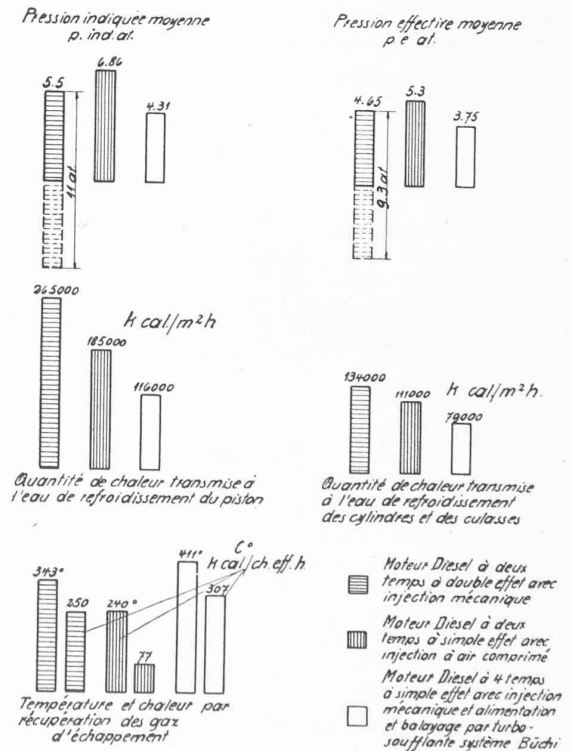 Pression indiquée moyenne
p. ind. at.
5.5
6.86
4.31
11 at
Pression effective moyenne
p e at.
4.65
5.3
3.75
9.3 at
265000
185000
116000
k cal./m²h
Quantité de chaleur transmise à
l'eau de refroidissement du piston
134000
111000
79000
k cal/m²h.
Quantité de chaleur transmise
à l'eau de refroidissement
des cylindres et des culasses
343°
250
240°
77
411°
307
C°
k cal/ch.eff.h.
Température et chaleur par
récupération des gaz
d'échappement
Moteur Diesel à deux
temps à double effet avec
injection mécanique
Moteur Diesel à deux
temps à simple effet avec
injection à air comprimé
Moteur Diesel à 4 temps
à simple effet avec injection
mécanique et alimentation
et balayage par turbo-
soufflante système Büchi